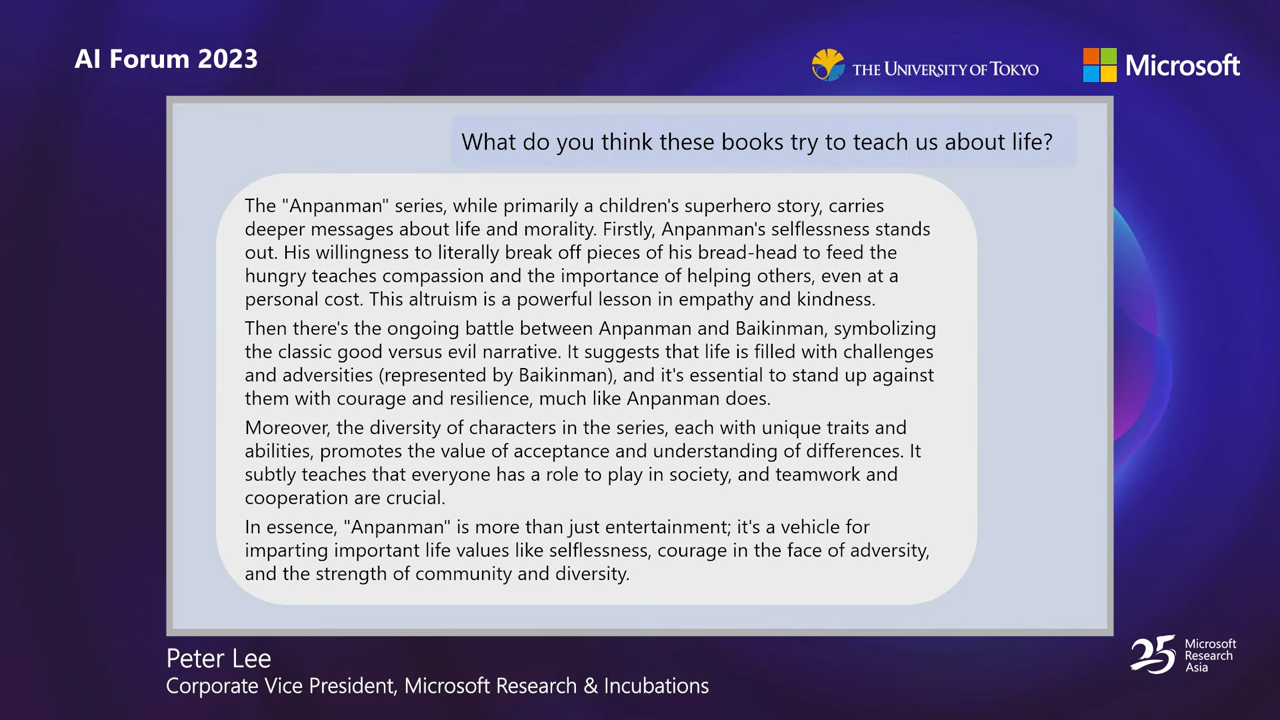 AI Forum 2023
THE UNIVERSITY OF TOKYO
Microsoft
What do you think these books try to teach us about life?
The "Anpanman" series, while primarily a children's superhero story, carries
deeper messages about life and morality. Firstly, Anpanman's selflessness stands
out. His willingness to literally break off pieces of his bread-head to feed the
hungry teaches compassion and the importance of helping others, even at a
personal cost. This altruism is a powerful lesson in empathy and kindness.
Then there's the ongoing battle between Anpanman and Baikinman, symbolizing
the classic good versus evil narrative. It suggests that life is filled with challenges
and adversities (represented by Baikinman), and it's essential to stand up against
them with courage and resilience, much like Anpanman does.
Moreover, the diversity of characters in the series, each with unique traits and
abilities, promotes the value of acceptance and understanding of differences. It
subtly teaches that everyone has a role to play in society, and teamwork and
cooperation are crucial.
In essence, "Anpanman" is more than just entertainment; it's a vehicle for
imparting important life values like selflessness, courage in the face of adversity,
and the strength of community and diversity.
Peter Lee
Corporate Vice President, Microsoft Research & Incubations
25
Microsoft
Research
Asia